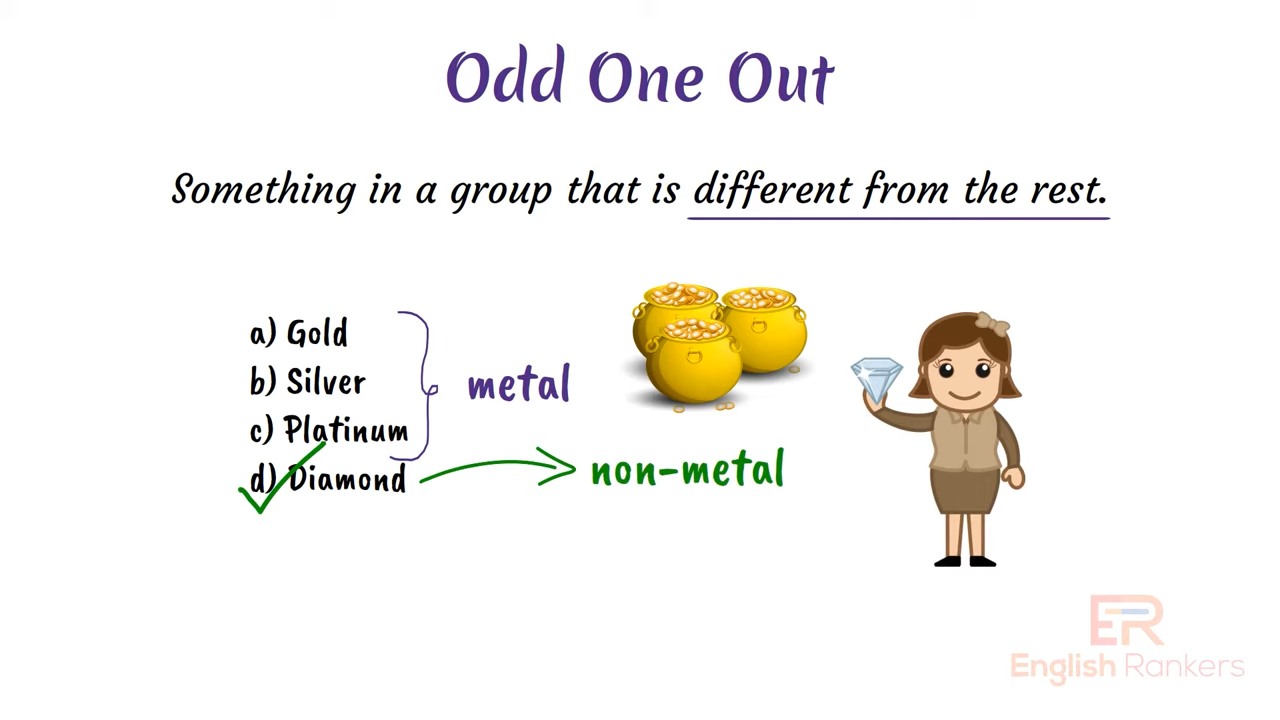 Odd One Out
Something in a group that is different from the rest.
a) Gold
b) Silver
c) Platinum
d) Diamond
metal
non-metal
ER
English Rankers